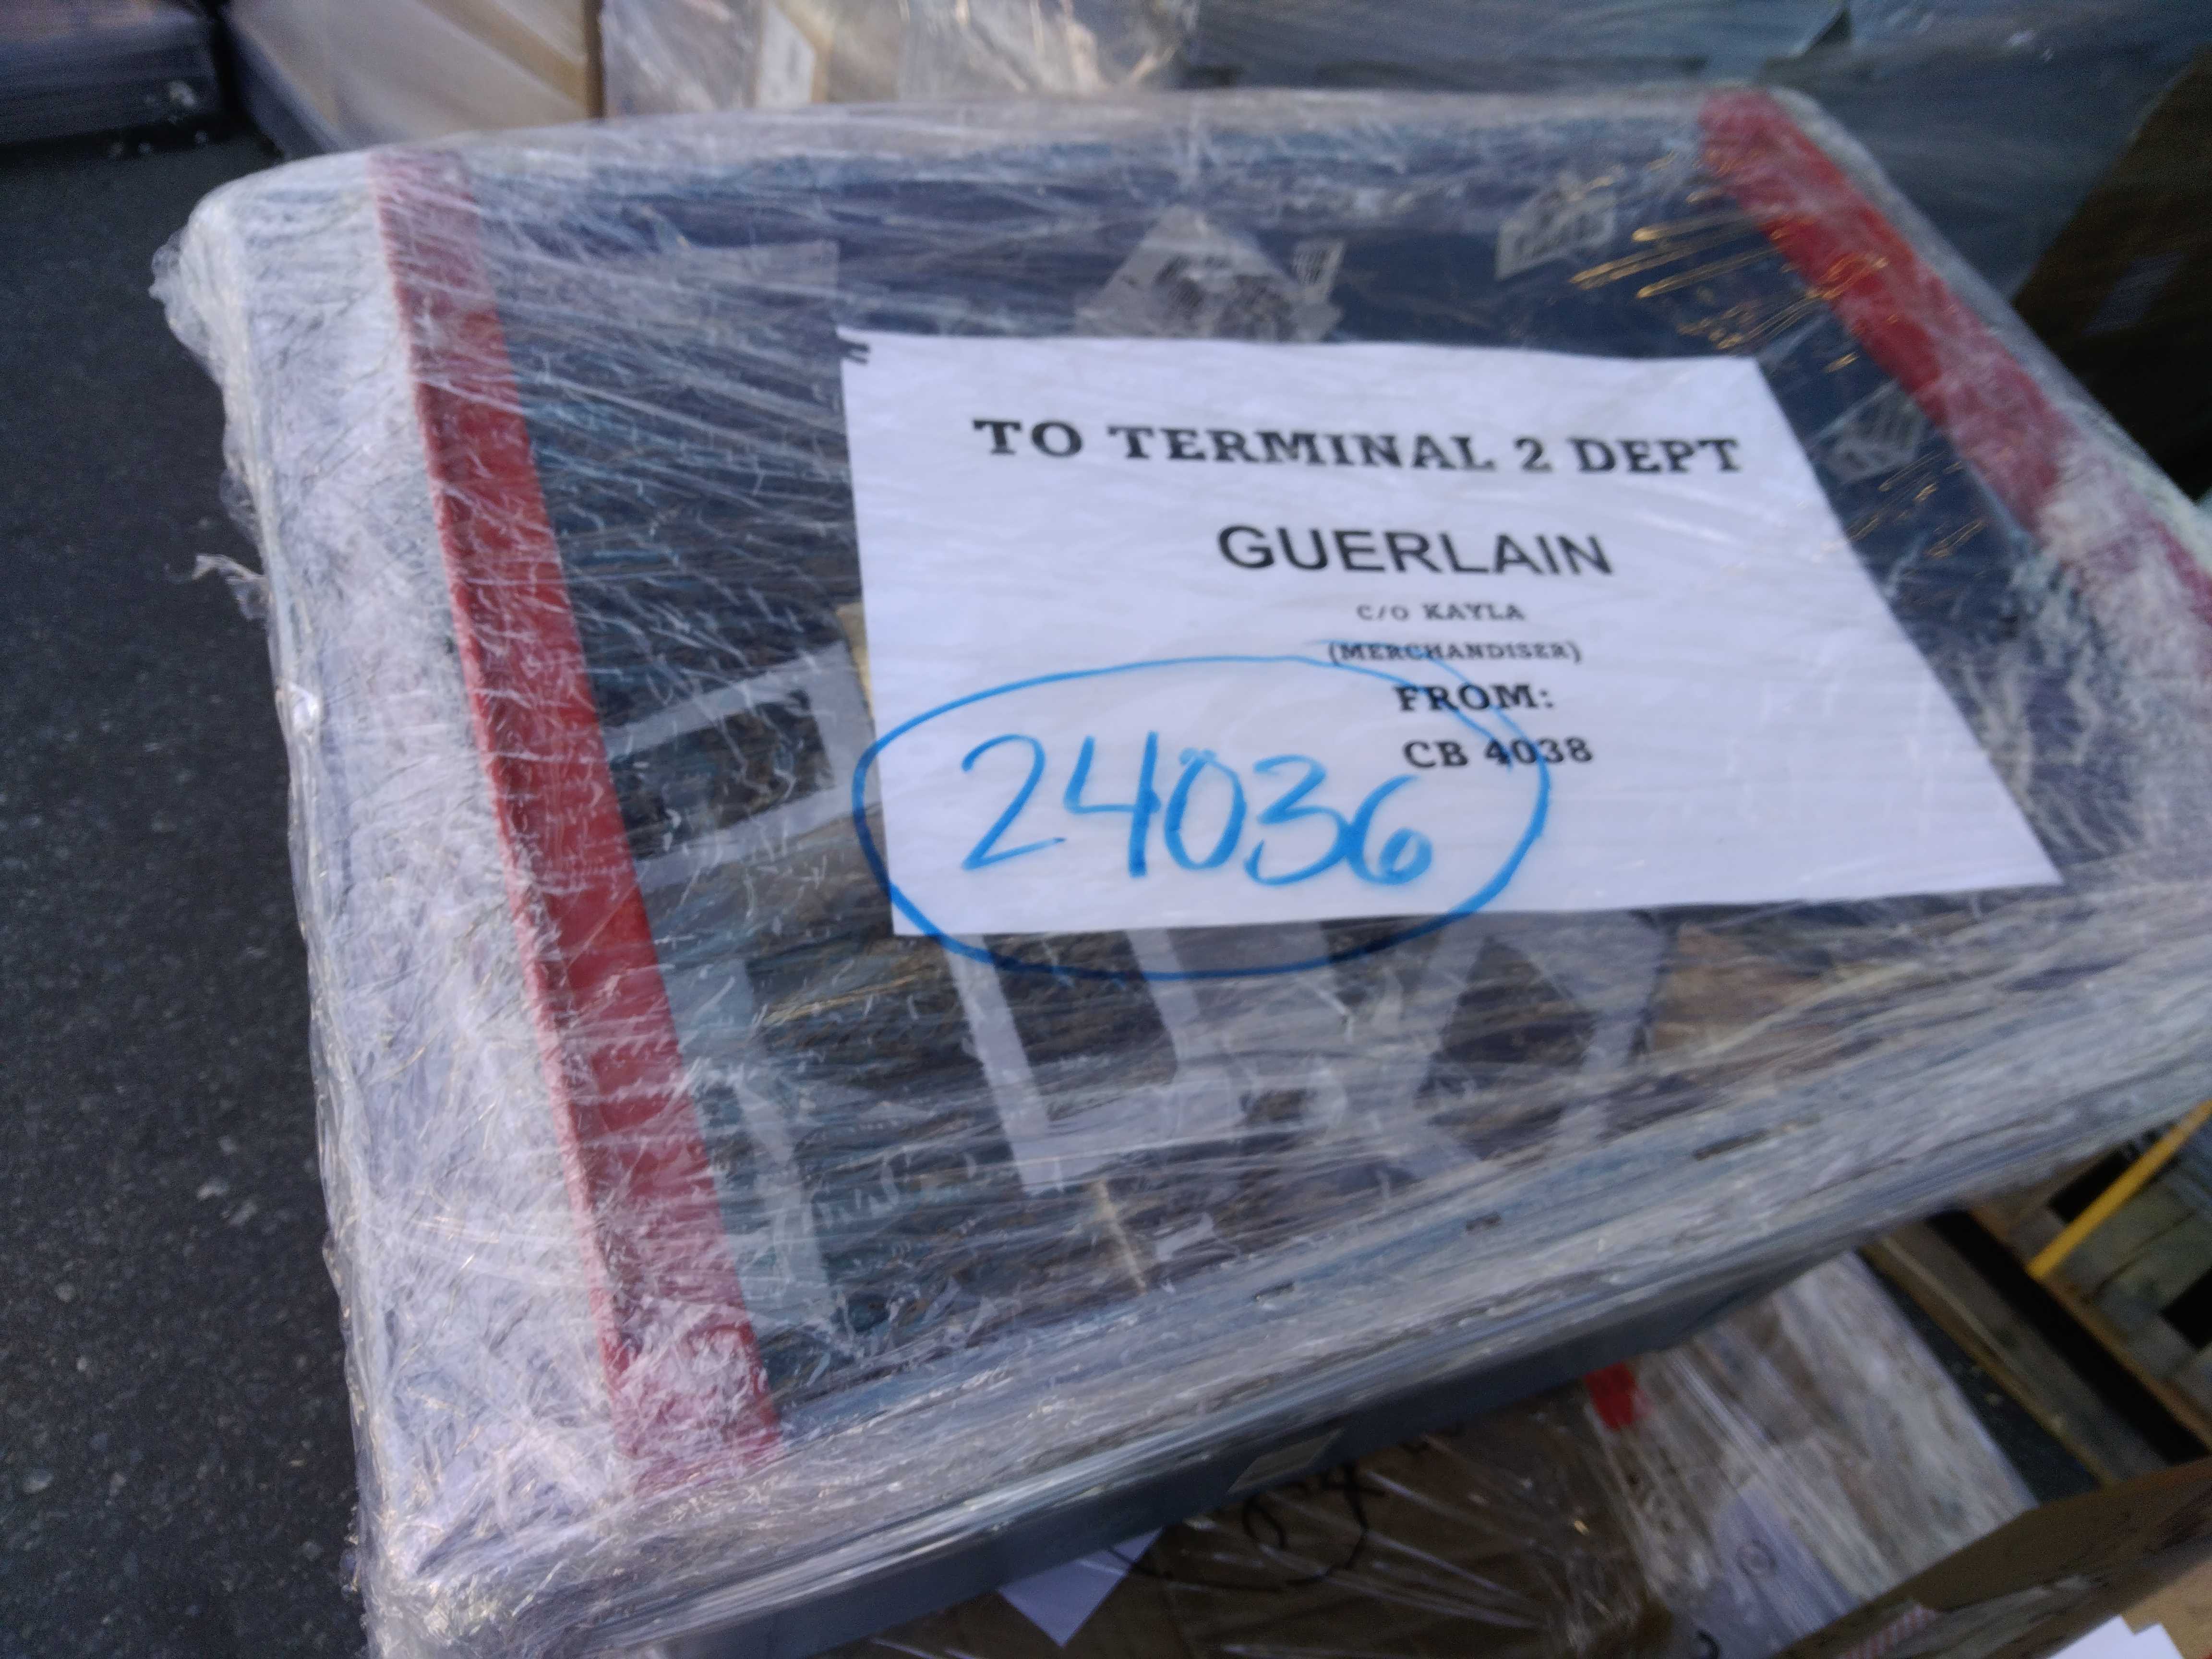 TO TERMINAL 2 DEPT
GUERLAIN
C/O KAYLA
(MERCHANDISER)
FROM:
CB 4038
24036